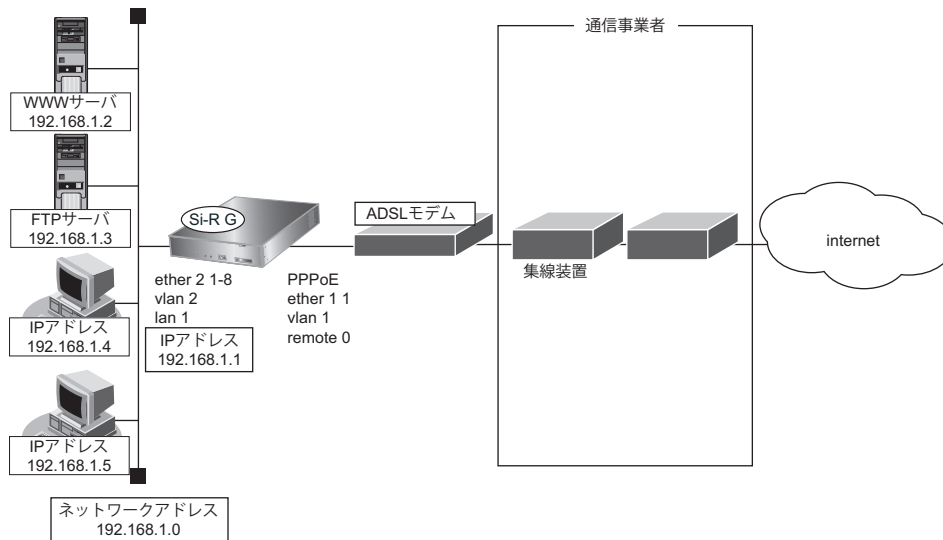 通信事業者
WWWサーバ
192.168.1.2
FTPサーバ
192.168.1.3
Si-R G
ADSLモデム
集線装置
internet
ether 2 1-8
vlan 2
lan 1
IPアドレス
192.168.1.1
PPPoE
ether 1 1
vlan 1
remote 0
IPアドレス
192.168.1.4
IPアドレス
192.168.1.5
ネットワークアドレス
192.168.1.0